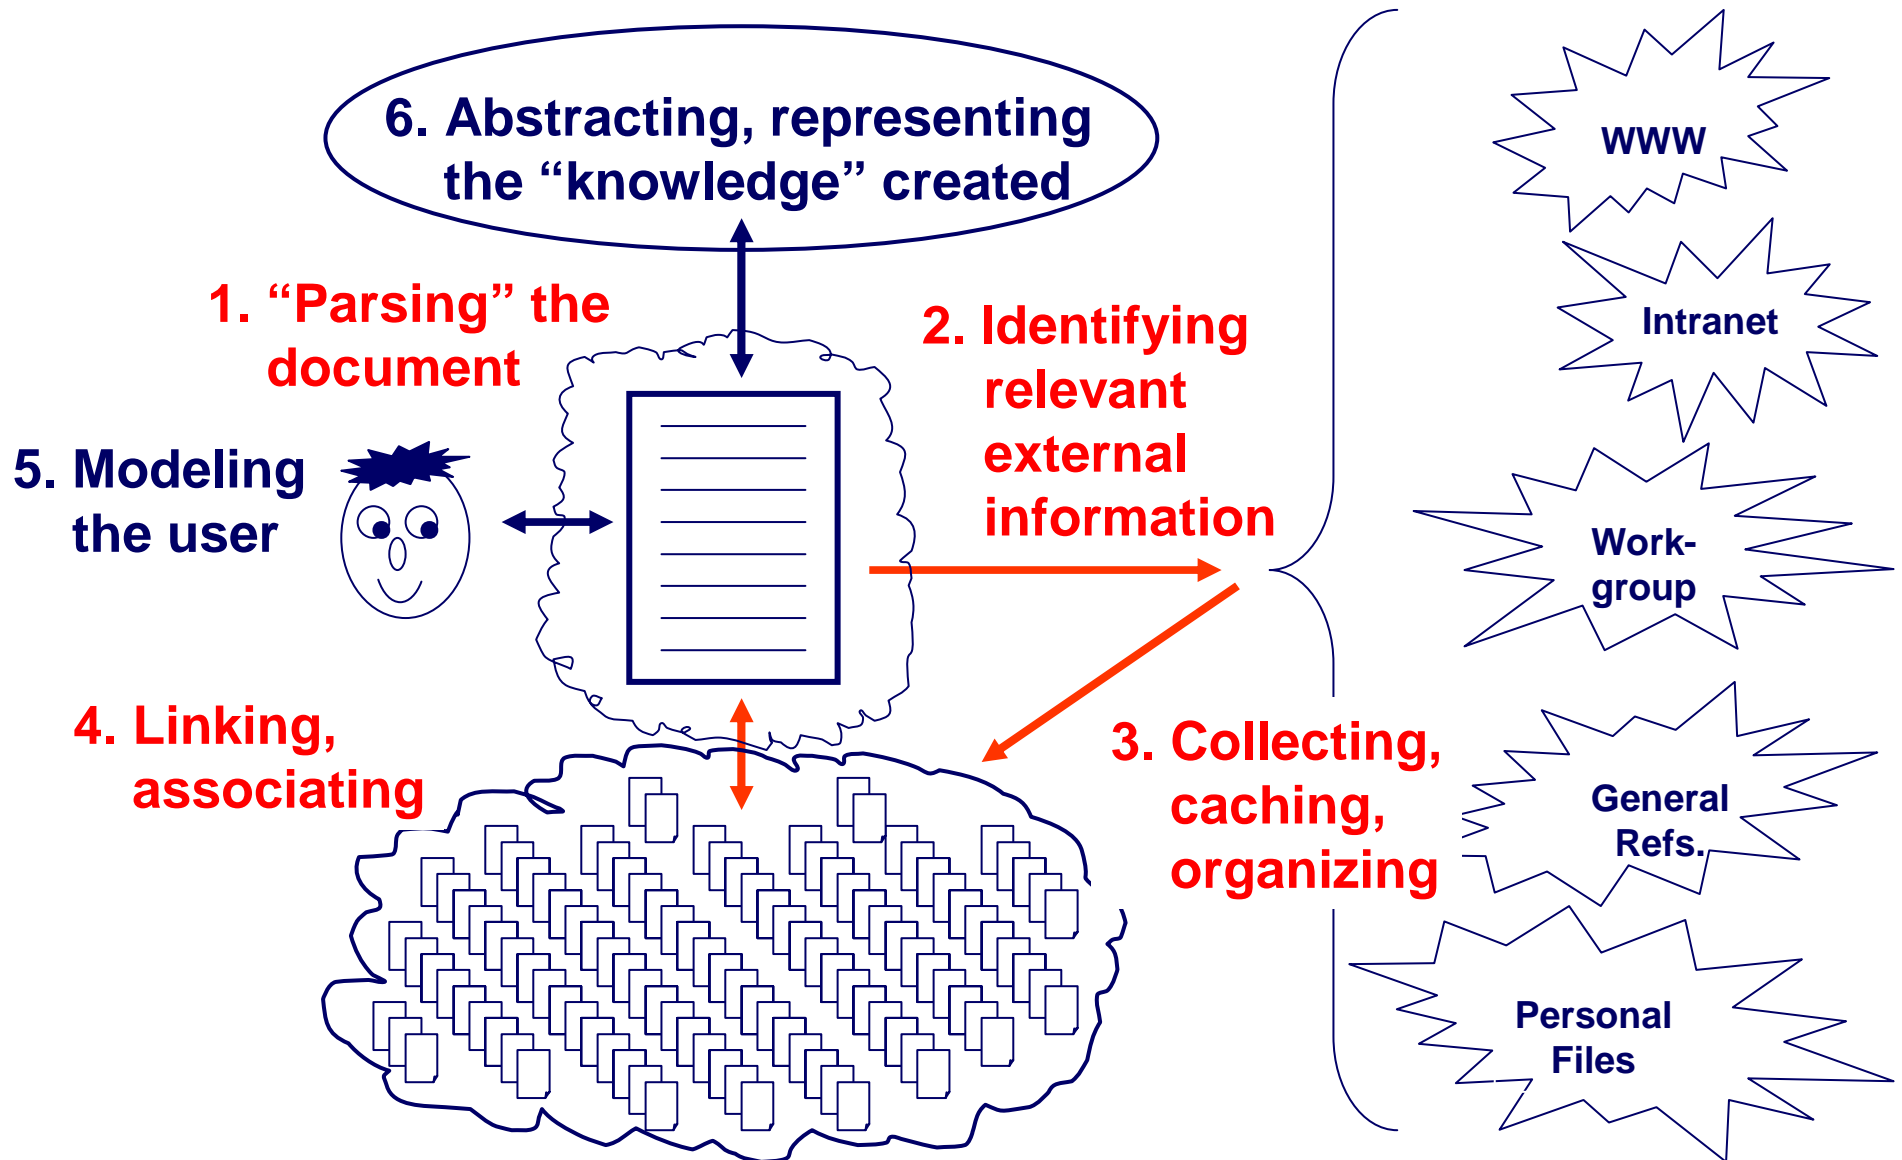 6. Abstracting, representing
the “knowledge” created
1. “Parsing” the
document
2. Identifying
relevant
external
information
5. Modeling
the user
4. Linking,
associating
3. Collecting,
caching,
organizing
WWW
Intranet
Work-
group
General
Refs.
Personal
Files